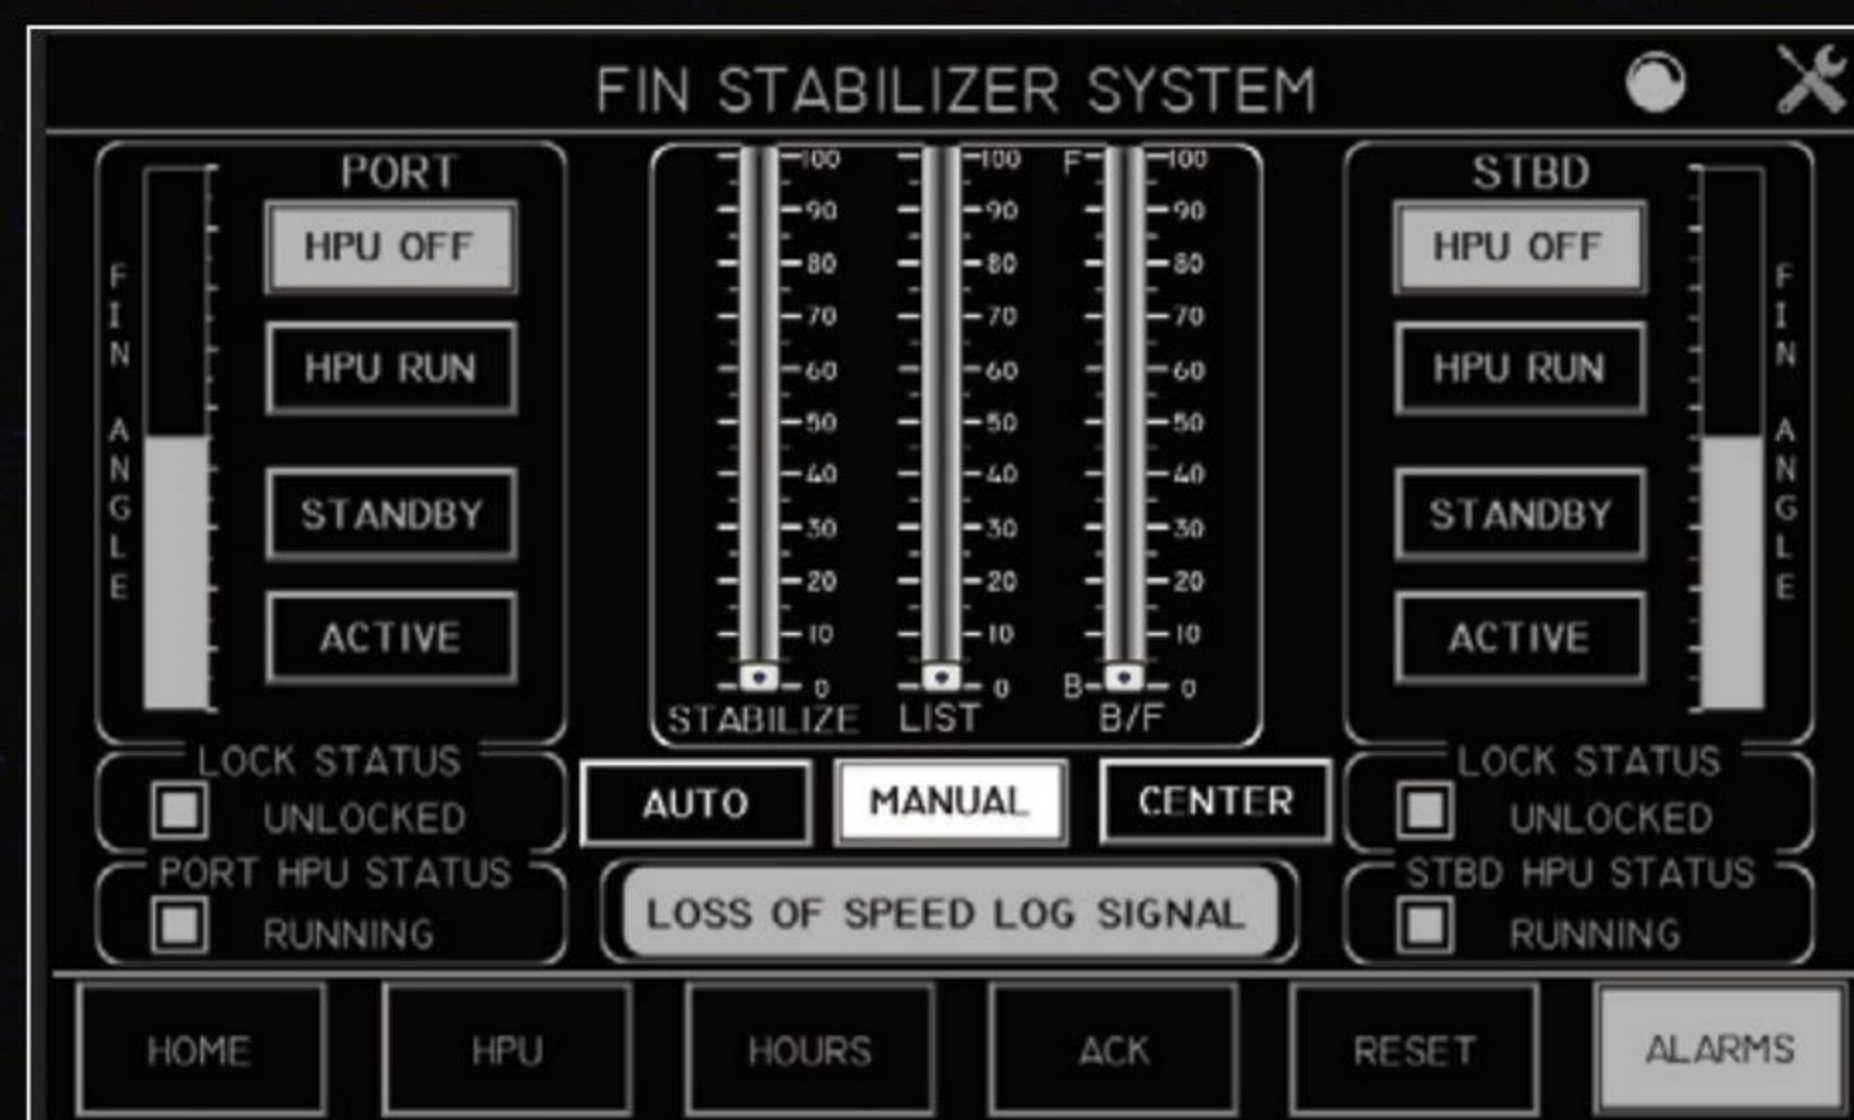 FIN STABILIZER SYSTEM
PORT
HPU OFF
HPU RUN
STANDBY
ACTIVE
FIN ANGLE
100
90
80
70
60
50
40
30
20
10
0
STABILIZE
100
90
80
70
60
50
40
30
20
10
0
LIST
F
100
90
80
70
60
50
40
30
20
10
B
0
B/F
STBD
HPU OFF
HPU RUN
STANDBY
ACTIVE
FIN ANGLE
LOCK STATUS
UNLOCKED
PORT HPU STATUS
RUNNING
AUTO
MANUAL
CENTER
LOSS OF SPEED LOG SIGNAL
LOCK STATUS
UNLOCKED
STBD HPU STATUS
RUNNING
HOME
HPU
HOURS
ACK
RESET
ALARMS